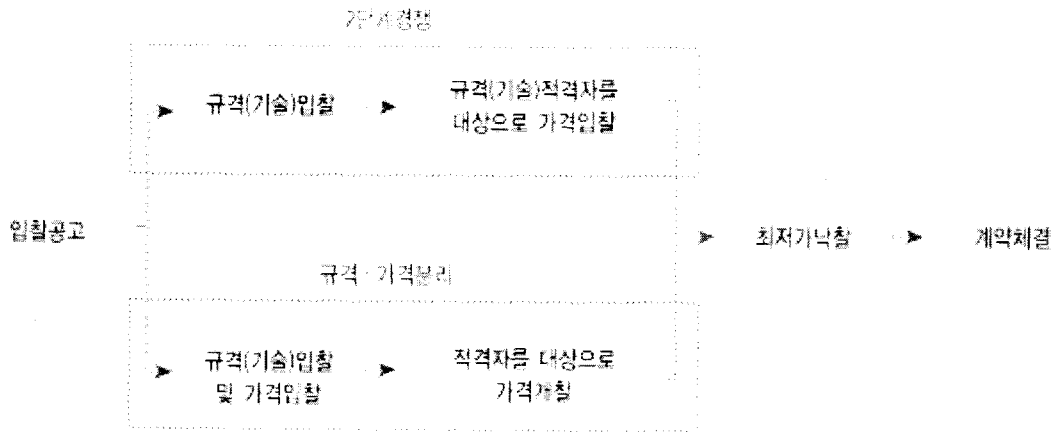 2단계경쟁
규격(기술)입찰
규격(기술)적격자를
대상으로 가격입찰
입찰공고
최저가낙찰
계약체결
규격·가격분리
규격(기술)입찰
및 가격입찰
적격자를 대상으로
가격개찰